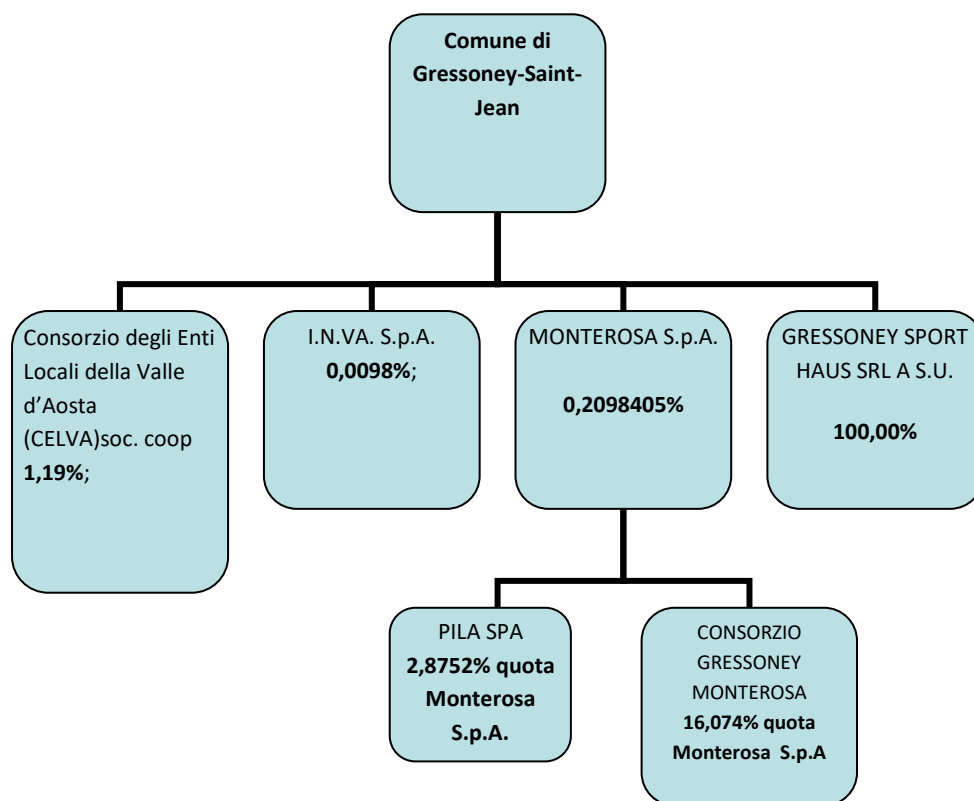 Comune di
Gressoney-Saint-
Jean
Consorzio degli Enti
Locali della Valle
d’Aosta
(CELVA)soc. coop
1,19%;
I.N.VA. S.p.A.
0,0098%;
MONTEROSA S.p.A.
0,2098405%
GRESSONEY SPORT
HAUS SRL A S.U.
100,00%
PILA SPA
2,8752% quota
Monterosa
S.p.A.
CONSORZIO
GRESSONEY
MONTEROSA
16,074% quota
Monterosa S.p.A